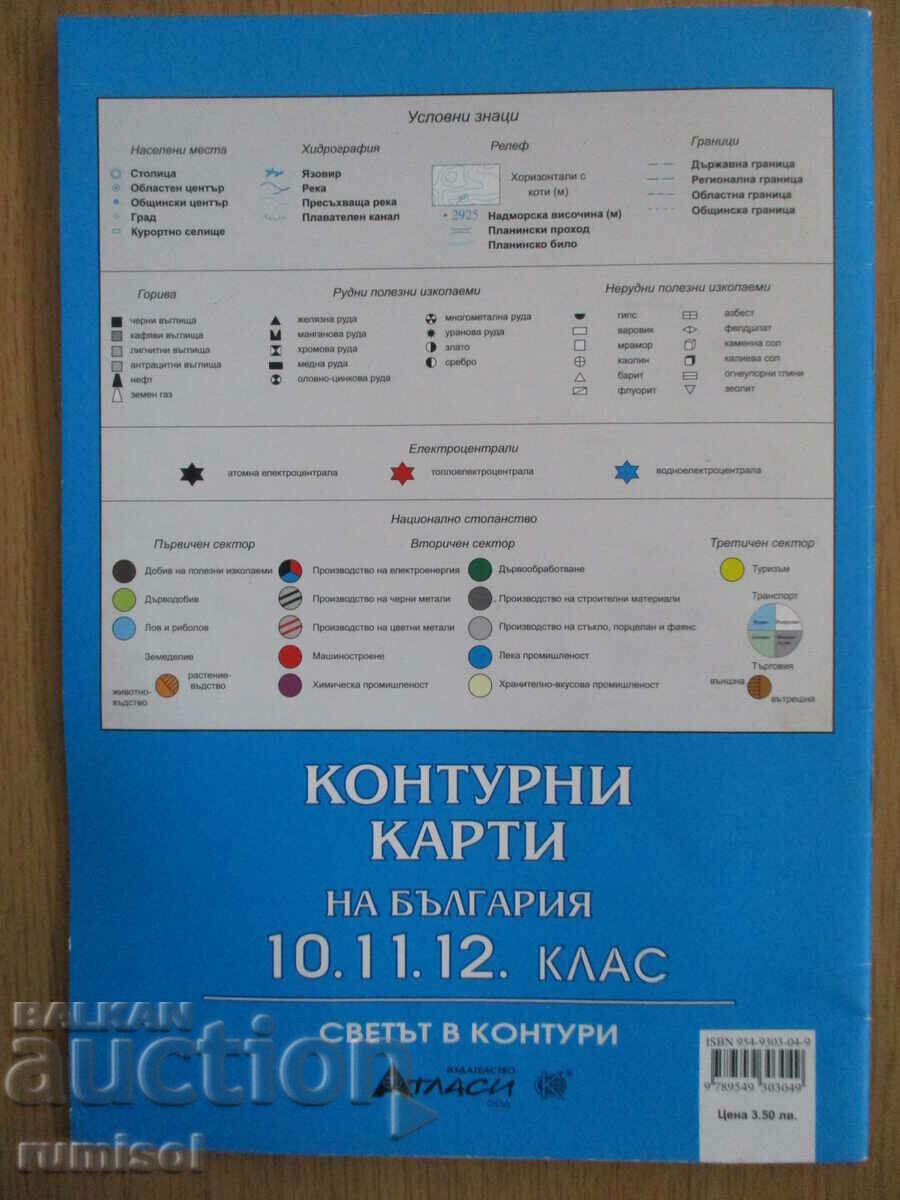 Условни знаци
Населени места
Столица
Областен център
Общински център
Град
Курортно селище
Хидрография
Язовир
Река
Пресъхваща река
Плавателен канал
Релеф
Хоризонтали с
коти (м)
2925 Надморска височина (м)
Планински проход
Планинско било
Граници
Държавна граница
Регионална граница
Областна граница
Общинска граница
Горива
черни въглища
кафяви въглища
лигнитни въглища
антрацитни въглища
нефт
земен газ
Рудни полезни изкопаеми
желязна руда
манганова руда
хромова руда
медна руда
оловно-цинкова руда
многометална руда
уранова руда
злато
сребро
Нерудни полезни изкопаеми
гипс
варовик
мрамор
каолин
барит
флуорит
азбест
фелдшпат
каменна сол
калиева сол
огнеупорни глини
зеолит
Електроцентрали
атомна електроцентрала
топлоелектроцентрала
водноелектроцентрала
Национално стопанство
Първичен сектор
Добив на полезни изкопаеми
Дърводобив
Лов и риболов
Земеделие
растение-
въдство
животно-
въдство
Вторичен сектор
Производство на електроенергия
Производство на черни метали
Производство на цветни метали
Машиностроене
Химическа промишленост
Дървообработване
Производство на строителни материали
Производство на стъкло, порцелан и фаянс
Лека промишленост
Хранително-вкусова промишленост
Третичен сектор
Туризъм
Транспорт
Търговия
външна
вътрешна
КОНТУРНИ
КАРТИ
НА БЪЛГАРИЯ
10.11.12. КЛАС
СВЕТЪТ В КОНТУРИ
ИЗДАТЕЛСТВО
АТЛАСИ
ООД
ISBN 954-9303-04-9
9 789549 303049
Цена 3.50 лв.
BALKAN
auction
rumisol